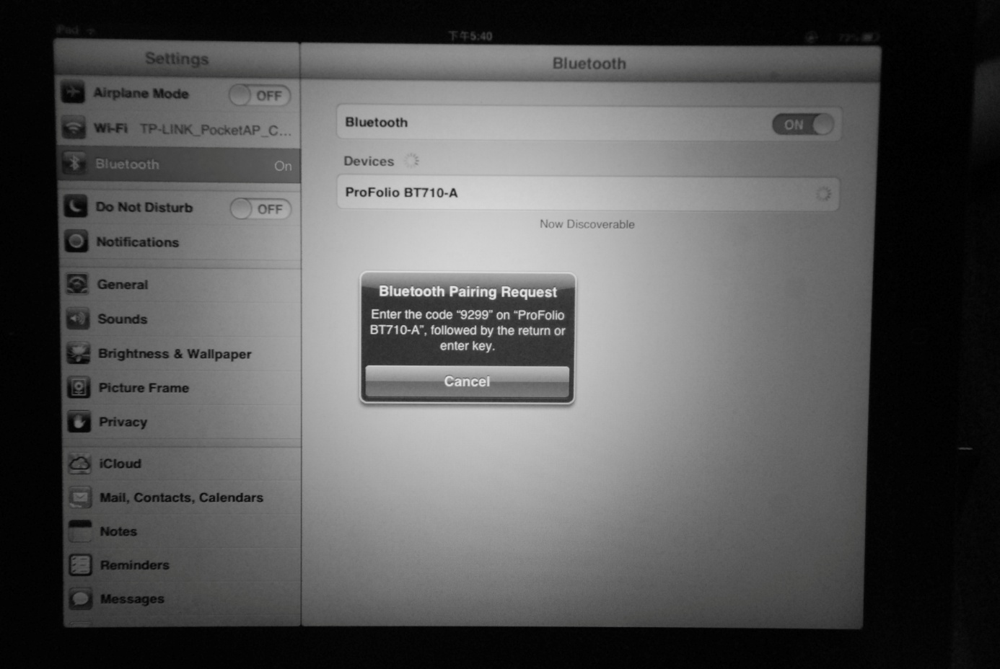 iPad
下午5:40
72%
Settings
Bluetooth
Airplane Mode OFF
Wi-Fi TP-LINK_PocketAP_C...
Bluetooth On
Do Not Disturb OFF
Notifications
General
Sounds
Brightness & Wallpaper
Picture Frame
Privacy
iCloud
Mail, Contacts, Calendars
Notes
Reminders
Messages
Bluetooth ON
Devices
ProFolio BT710-A
Now Discoverable
Bluetooth Pairing Request
Enter the code “9299” on “ProFolio
BT710-A”, followed by the return or
enter key.
Cancel